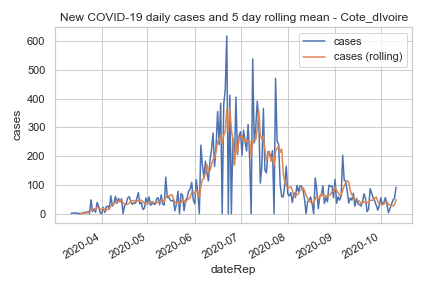 New COVID-19 daily cases and 5 day rolling mean - Cote_dIvoire
cases
cases (rolling)
600
500
400
300
200
100
0
cases
2020-04
2020-05
2020-06
2020-07
2020-08
2020-09
2020-10
dateRep